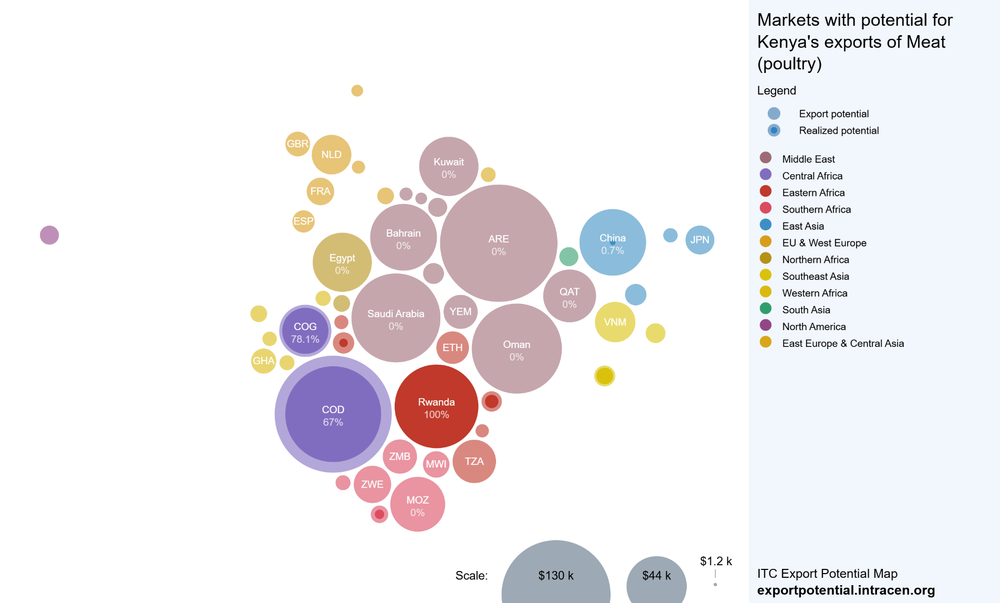 Markets with potential for
Kenya's exports of Meat
(poultry)
Legend
Export potential
Realized potential
Middle East
Central Africa
Eastern Africa
Southern Africa
East Asia
EU & West Europe
Northern Africa
Southeast Asia
Western Africa
South Asia
North America
East Europe & Central Asia
GBR
NLD
FRA
ESP
Kuwait
0%
Bahrain
0%
ARE
0%
China
0.7%
JPN
Egypt
0%
QAT
0%
Saudi Arabia
0%
YEM
VNM
COG
78.1%
ETH
Oman
0%
GHA
COD
67%
Rwanda
100%
ZMB
MWI
TZA
ZWE
MOZ
0%
Scale:
$130 k
$44 k
$1.2 k
ITC Export Potential Map
exportpotential.intracen.org